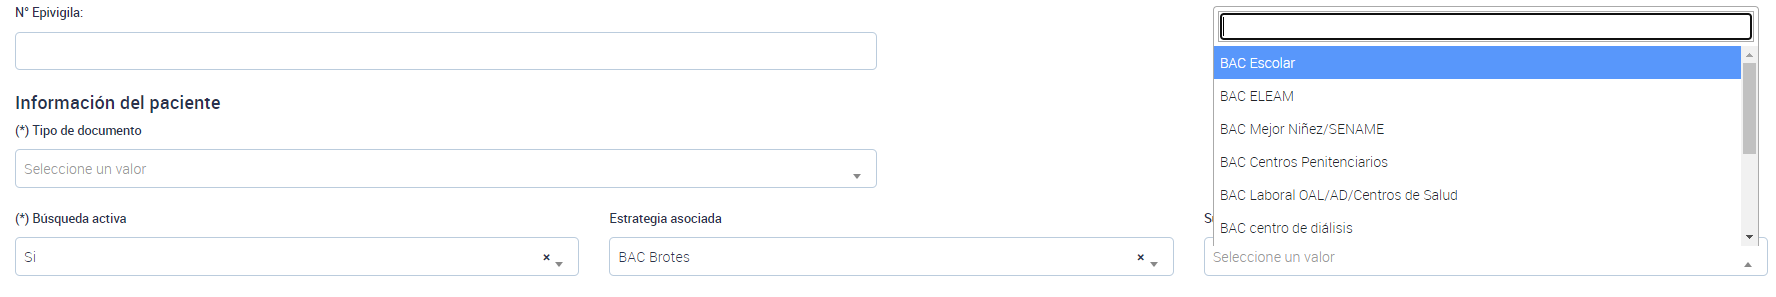 N° Epivigila:
Información del paciente
(*) Tipo de documento
Seleccione un valor
(*) Búsqueda activa
Si ×
Estrategia asociada
BAC Brotes ×
BAC Escolar
BAC ELEAM
BAC Mejor Niñez/SENAME
BAC Centros Penitenciarios
BAC Laboral OAL/AD/Centros de Salud
BAC centro de diálisis
Seleccione un valor